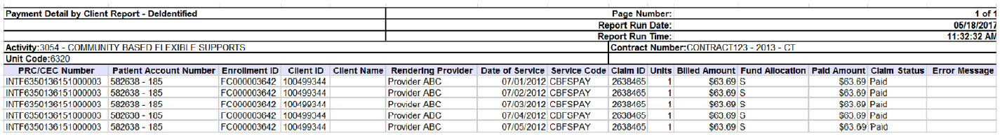 Payment Detail by Client Report - DeIdentified Page Number: 1 of 1
Report Run Date: 05/18/2017
Report Run Time: 11:32:32 AM
Activity:3054 - COMMUNITY BASED FLEXIBLE SUPPORTS Contract Number:CONTRACT123 - 2013 - CT
Unit Code:6320
PRC/CEC Number Patient Account Number Enrollment ID Client ID Client Name Rendering Provider Date of Service Service Code Claim ID Units Billed Amount Fund Allocation Paid Amount Claim Status Error Message
INTF6350136151000003 582638 - 185 FC000003642 100499344 Provider ABC 07/01/2012 CBFSPAY 2638465 1 $63.69 S $63.69 Paid
INTF6350136151000003 582638 - 185 FC000003642 100499344 Provider ABC 07/02/2012 CBFSPAY 2638465 1 $63.69 S $63.69 Paid
INTF6350136151000003 582638 - 185 FC000003642 100499344 Provider ABC 07/03/2012 CBFSPAY 2638465 1 $63.69 S $63.69 Paid
INTF6350136151000003 582638 - 185 FC000003642 100499344 Provider ABC 07/04/2012 CBFSPAY 2638465 1 $63.69 S $63.69 Paid
INTF6350136151000003 582638 - 185 FC000003642 100499344 Provider ABC 07/05/2012 CBFSPAY 2638465 1 $63.69 S $63.69 Paid